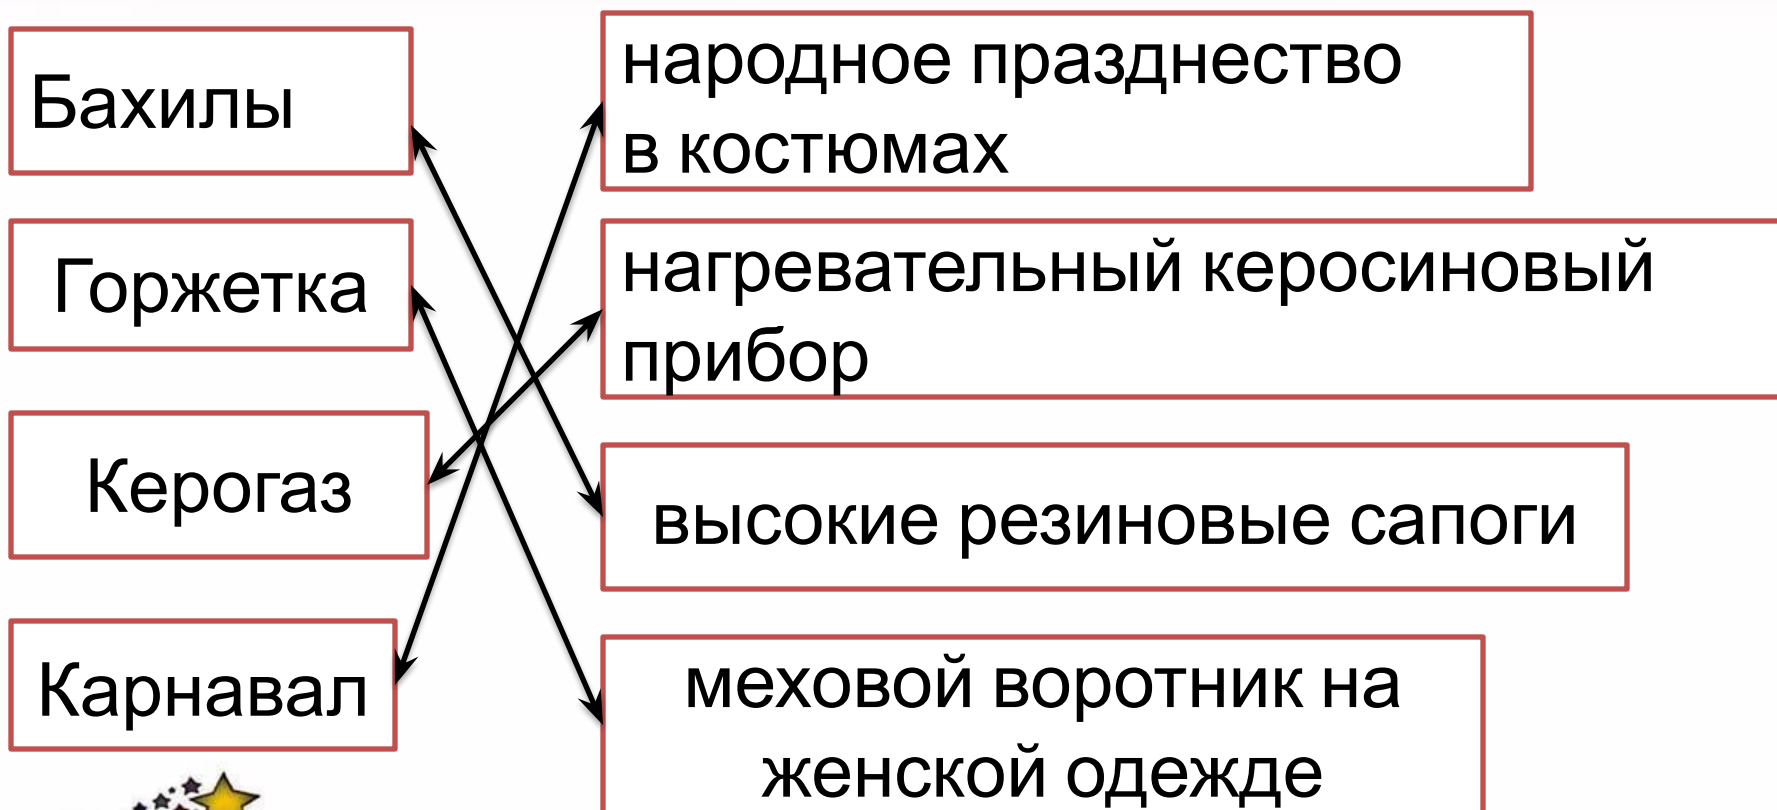 Бахилы
Горжетка
Керогаз
Карнавал
народное празднество
в костюмах
нагревательный керосиновый
прибор
высокие резиновые сапоги
меховой воротник на
женской одежде